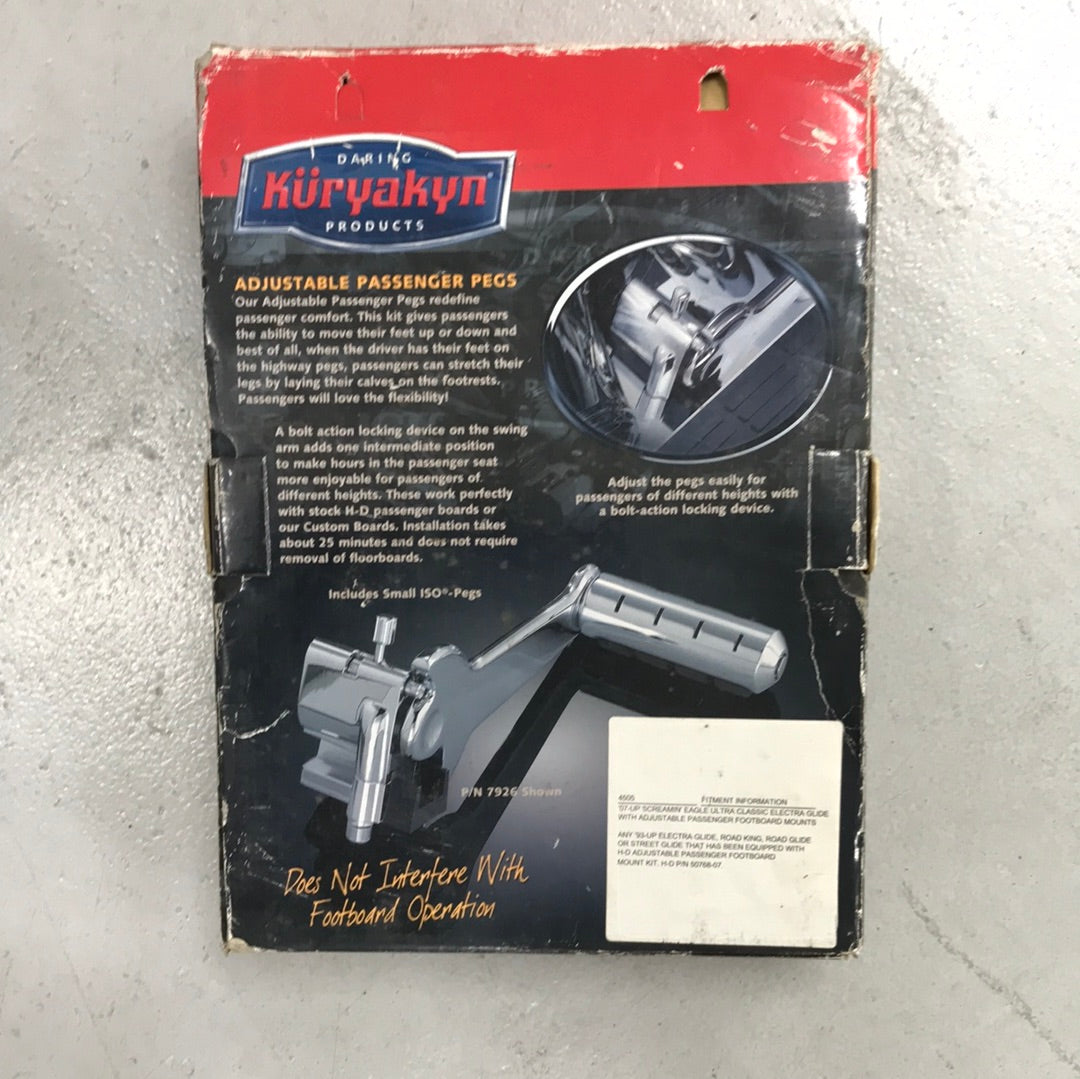 DARING
Küryakyn®
PRODUCTS
ADJUSTABLE PASSENGER PEGS
Our Adjustable Passenger Pegs redefine
passenger comfort. This kit gives passengers
the ability to move their feet up or down and
best of all, when the driver has their feet on
the highway pegs, passengers can stretch their
legs by laying their calves on the footrests.
Passengers will love the flexibility!
A bolt action locking device on the swing
arm adds one intermediate position
to make hours in the passenger seat
more enjoyable for passengers of
different heights. These work perfectly
with stock H-D passenger boards or
our Custom Boards. Installation takes
about 25 minutes and does not require
removal of floorboards.
Adjust the pegs easily for
passengers of different heights with
a bolt-action locking device.
Includes Small ISO®-Pegs
P/N 7926 Shown
Does Not Interfere With
Footboard Operation
4505 FITMENT INFORMATION
'07-UP SCREAMIN' EAGLE ULTRA CLASSIC ELECTRA GLIDE
WITH ADJUSTABLE PASSENGER FOOTBOARD MOUNTS
ANY '93-UP ELECTRA GLIDE, ROAD KING, ROAD GLIDE
OR STREET GLIDE THAT HAS BEEN EQUIPPED WITH
H-D ADJUSTABLE PASSENGER FOOTBOARD
MOUNT KIT. H-D P/N 50766-07